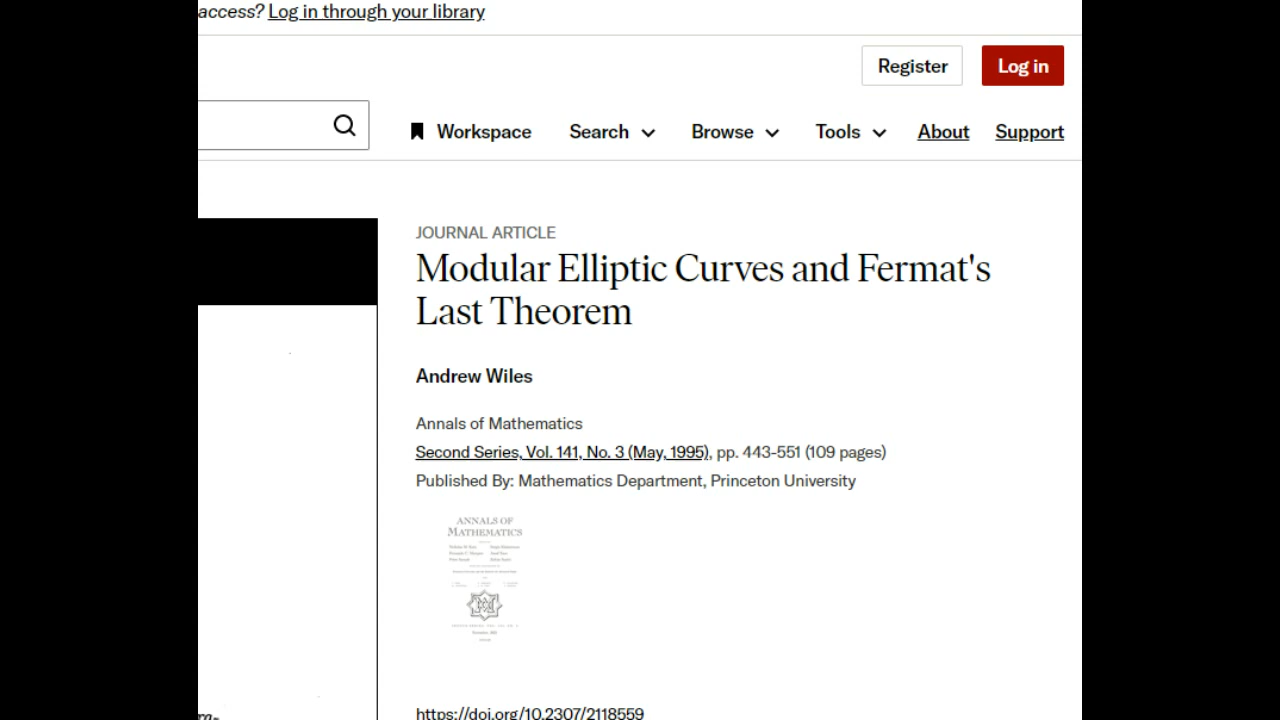 access? Log in through your library
Register
Log in
Workspace
Search
Browse
Tools
About
Support
JOURNAL ARTICLE
Modular Elliptic Curves and Fermat's
Last Theorem
Andrew Wiles
Annals of Mathematics
Second Series, Vol. 141, No. 3 (May, 1995), pp. 443-551 (109 pages)
Published By: Mathematics Department, Princeton University
ANNALS OF
MATHEMATICS
https://doi.org/10.2307/2118559